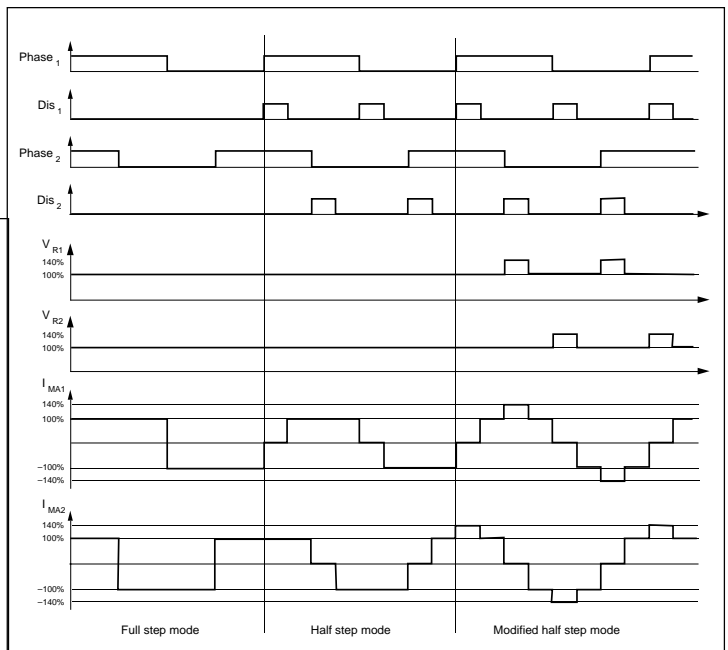 Phase 1
Dis 1
Phase 2
Dis 2
V R1
140%
100%
V R2
140%
100%
I MA1
140%
100%
–100%
–140%
I MA2
140%
100%
–100%
–140%
Full step mode
Half step mode
Modified half step mode